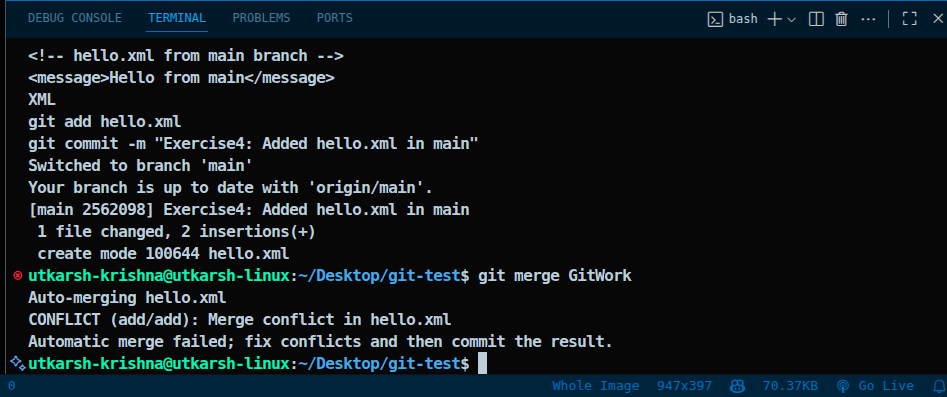 DEBUG CONSOLE TERMINAL PROBLEMS PORTS bash
<!-- hello.xml from main branch -->
<message>Hello from main</message>
XML
git add hello.xml
git commit -m "Exercise4: Added hello.xml in main"
Switched to branch 'main'
Your branch is up to date with 'origin/main'.
[main 2562098] Exercise4: Added hello.xml in main
 1 file changed, 2 insertions(+)
 create mode 100644 hello.xml
utkarsh-krishna@utkarsh-linux:~/Desktop/git-test$ git merge GitWork
Auto-merging hello.xml
CONFLICT (add/add): Merge conflict in hello.xml
Automatic merge failed; fix conflicts and then commit the result.
utkarsh-krishna@utkarsh-linux:~/Desktop/git-test$
0 Whole Image 947x397 70.37KB Go Live